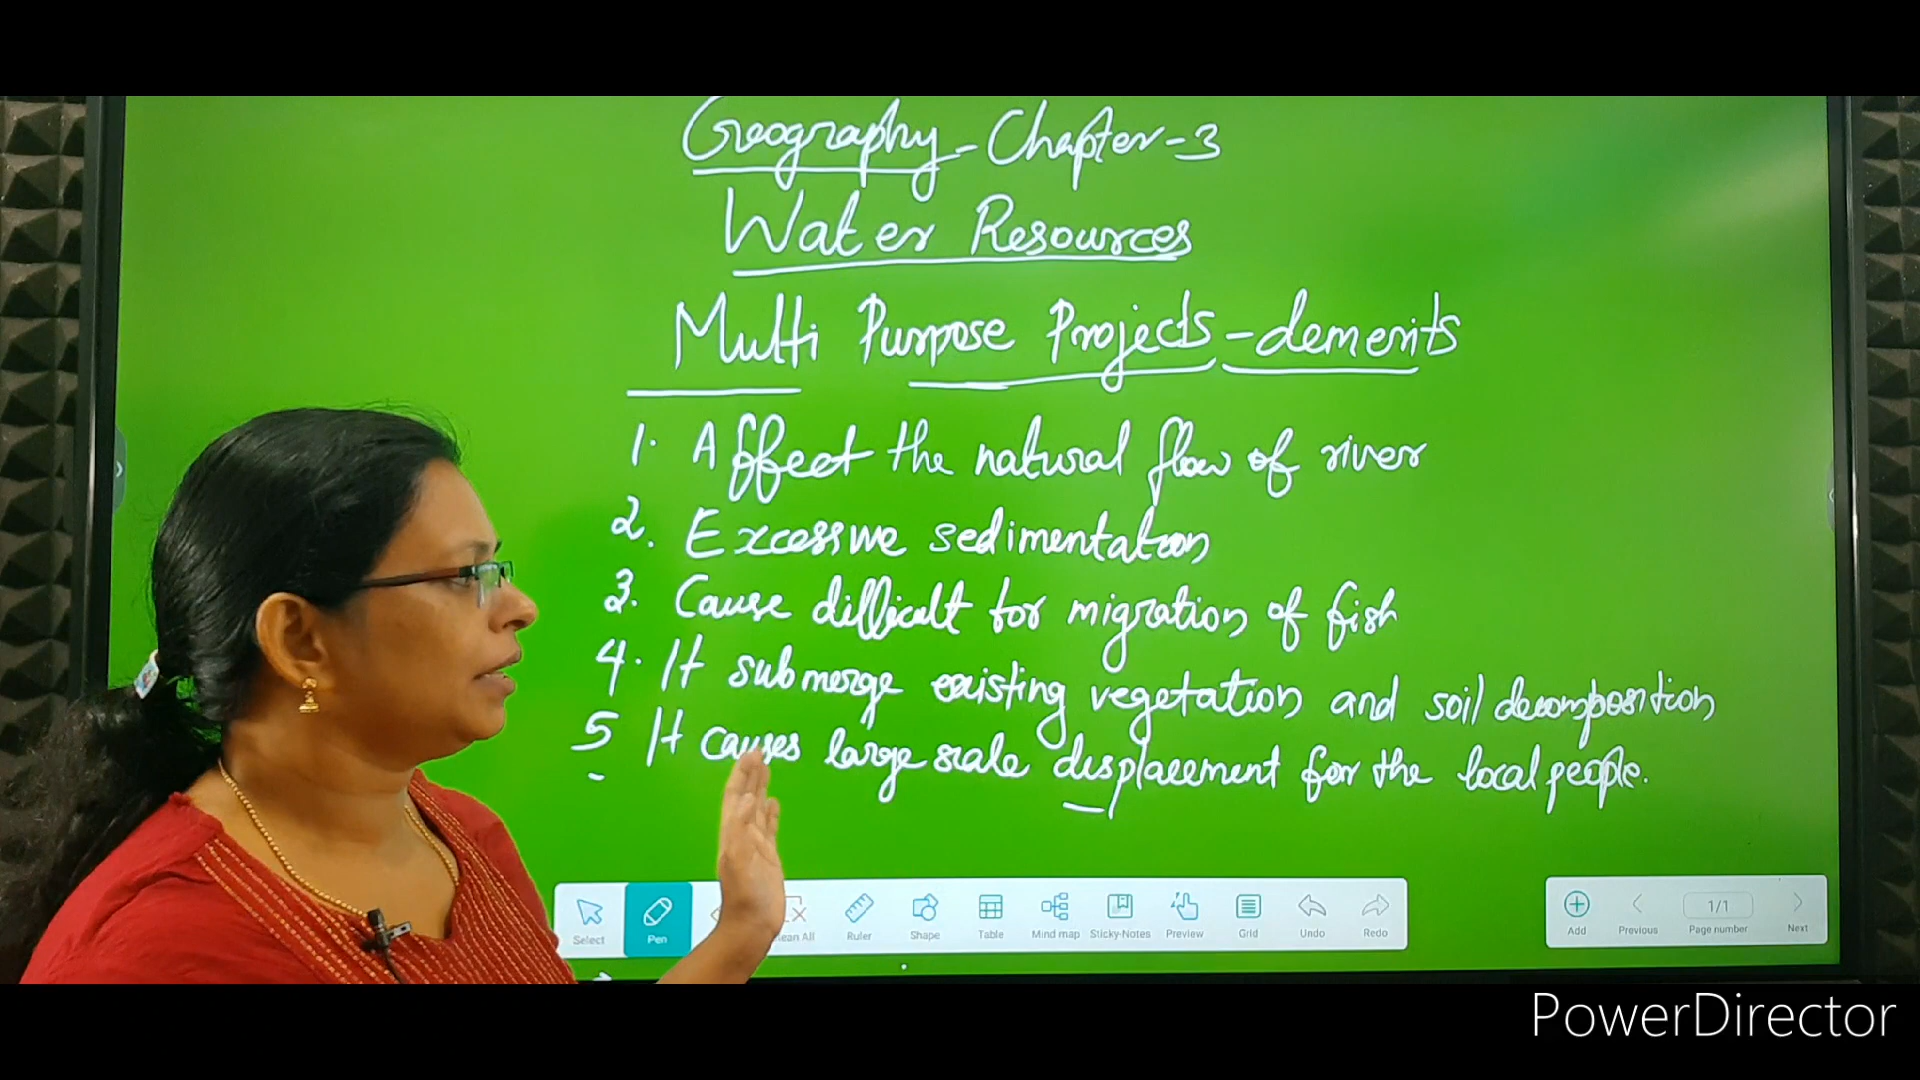 Geography - Chapter - 3
Water Resources
Multi Purpose Projects - demerits
1. Affect the natural flow of river
2. Excessive sedimentation
3. Cause difficult for migration of fish
4. It submerge existing vegetation and soil decomposition
5 It causes large scale displacement for the local people.
Select
Pen
ean All
Ruler
Shape
Table
Mind map
Sticky-Notes
Preview
Grid
Undo
Redo
Add
Previous
1/1
Page number
Next
PowerDirector